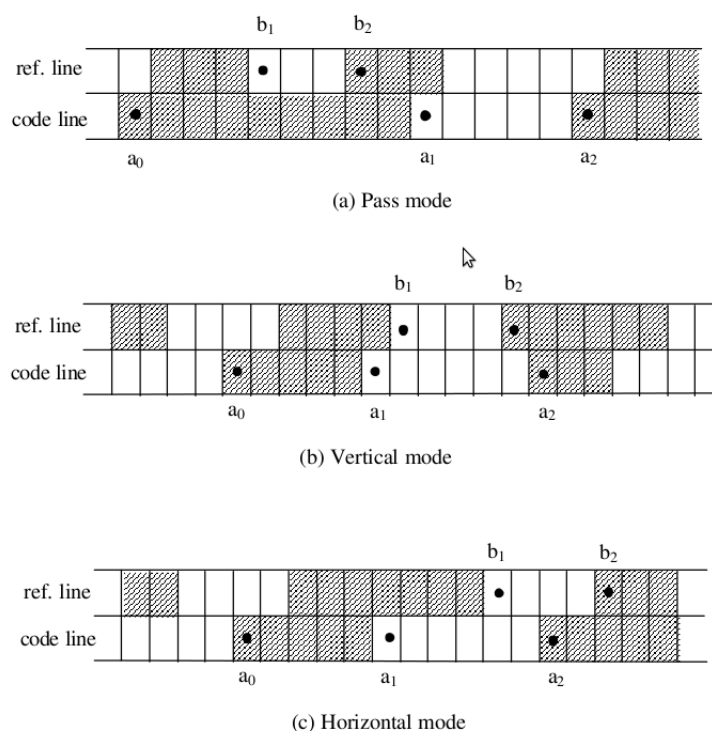 b1 b2
ref. line
code line
a0 a1 a2
(a) Pass mode
b1 b2
ref. line
code line
a0 a1 a2
(b) Vertical mode
b1 b2
ref. line
code line
a0 a1 a2
(c) Horizontal mode